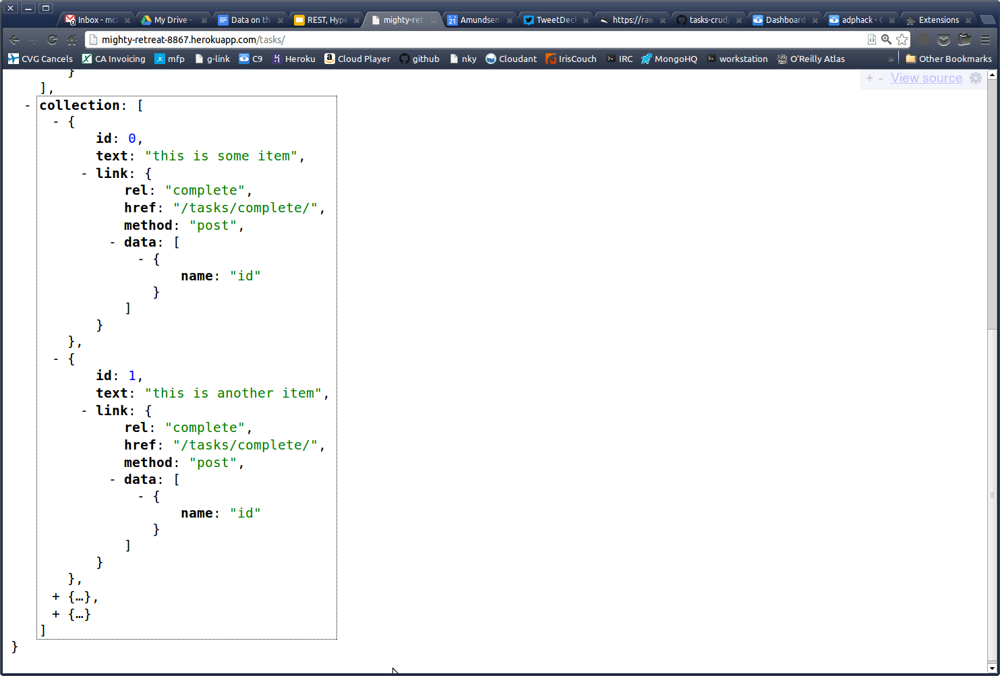 Inbox - mca
My Drive -
Data on th
REST, Hype
mighty-ret
Amundsen
TweetDeck
https://raw
tasks-crud/
Dashboard
adphack - C
Extensions
mighty-retreat-8867.herokuapp.com/tasks/
CVG Cancels
CA Invoicing
mfp
g-link
C9
Heroku
Cloud Player
github
nky
Cloudant
IrisCouch
IRC
MongoHQ
workstation
O'Reilly Atlas
»
Other Bookmarks
+ - View source
}
],
- collection: [
- {
id: 0,
text: "this is some item",
- link: {
rel: "complete",
href: "/tasks/complete/",
method: "post",
- data: [
- {
name: "id"
}
]
}
},
- {
id: 1,
text: "this is another item",
- link: {
rel: "complete",
href: "/tasks/complete/",
method: "post",
- data: [
- {
name: "id"
}
]
}
},
+ {…},
+ {…}
]
}